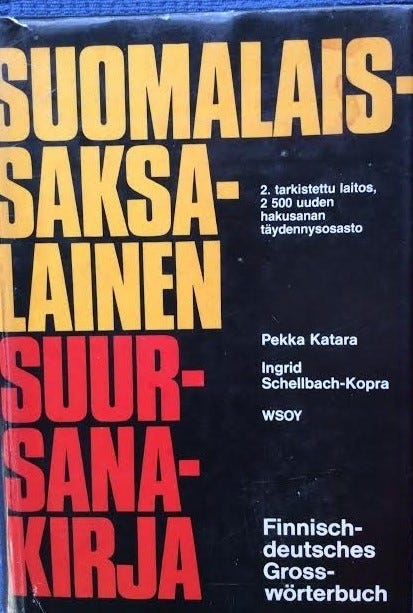 SUOMALAIS-
SAKSA-
LAINEN
SUUR-
SANA-
KIRJA
2. tarkistettu laitos,
2 500 uuden
hakusanan
täydennysosasto
Pekka Katara
Ingrid
Schellbach-Kopra
WSOY
Finnisch-
deutsches
Gross-
wörterbuch